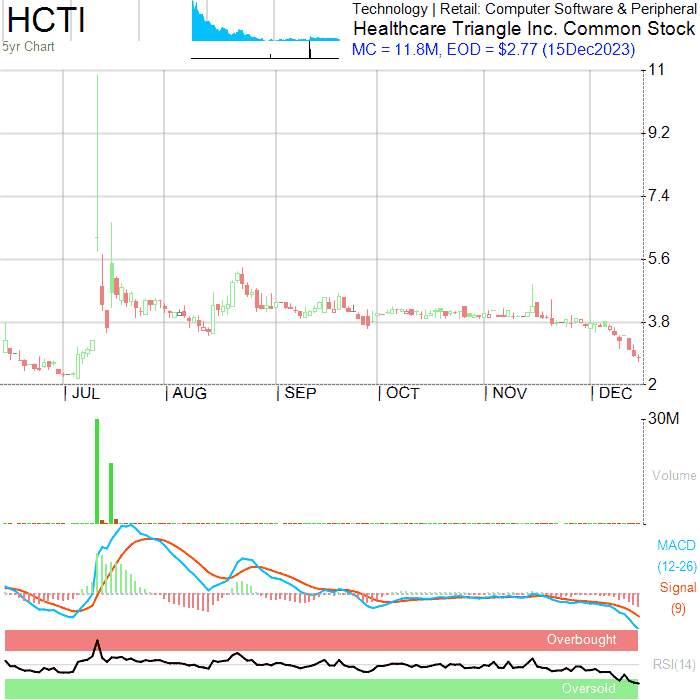 HCTI
5yr Chart
Technology | Retail: Computer Software & Peripheral
Healthcare Triangle Inc. Common Stock
MC = 11.8M, EOD = $2.77 (15Dec2023)
11
9.2
7.4
5.6
3.8
2
| JUL | AUG | SEP | OCT | NOV | DEC
30M
Volume
MACD
(12-26)
Signal
(9)
Overbought
RSI(14)
Oversold